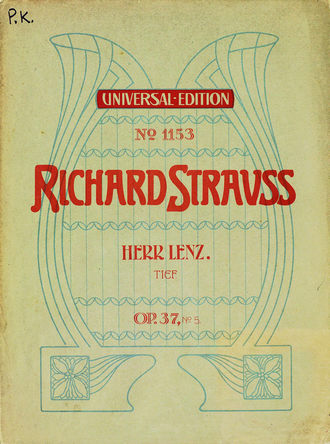 P.K.
UNIVERSAL-EDITION
No 1153
RICHARD STRAUSS
HERR LENZ.
TIEF
OP. 37, No 5.